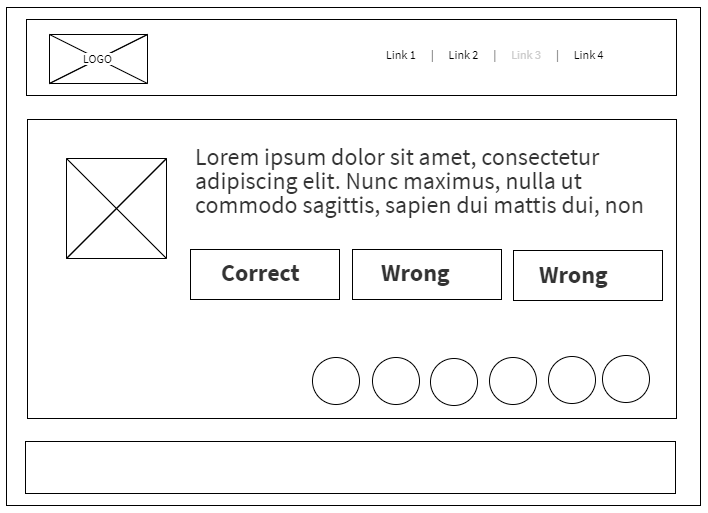 LOGO
Link 1 | Link 2 | Link 3 | Link 4
Lorem ipsum dolor sit amet, consectetur
adipiscing elit. Nunc maximus, nulla ut
commodo sagittis, sapien dui mattis dui, non
Correct Wrong Wrong